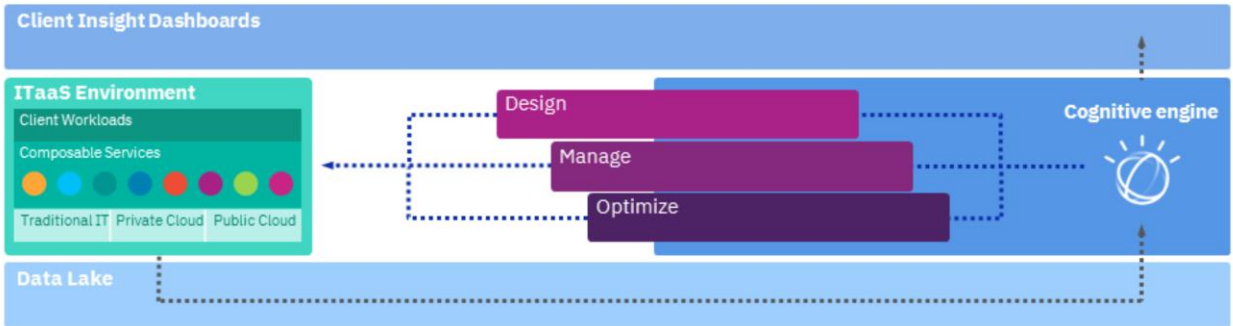 Client Insight Dashboards
ITaaS Environment
Client Workloads
Composable Services
Traditional IT
Private Cloud
Public Cloud
Design
Manage
Optimize
Cognitive engine
Data Lake